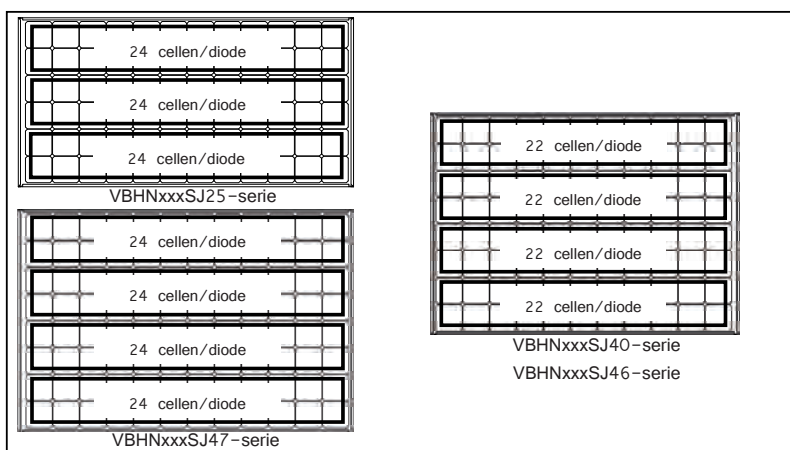 24 cellen/diode
24 cellen/diode
24 cellen/diode
VBHNxxxSJ25-serie
24 cellen/diode
24 cellen/diode
24 cellen/diode
24 cellen/diode
VBHNxxxSJ47-serie
22 cellen/diode
22 cellen/diode
22 cellen/diode
22 cellen/diode
VBHNxxxSJ40-serie
VBHNxxxSJ46-serie